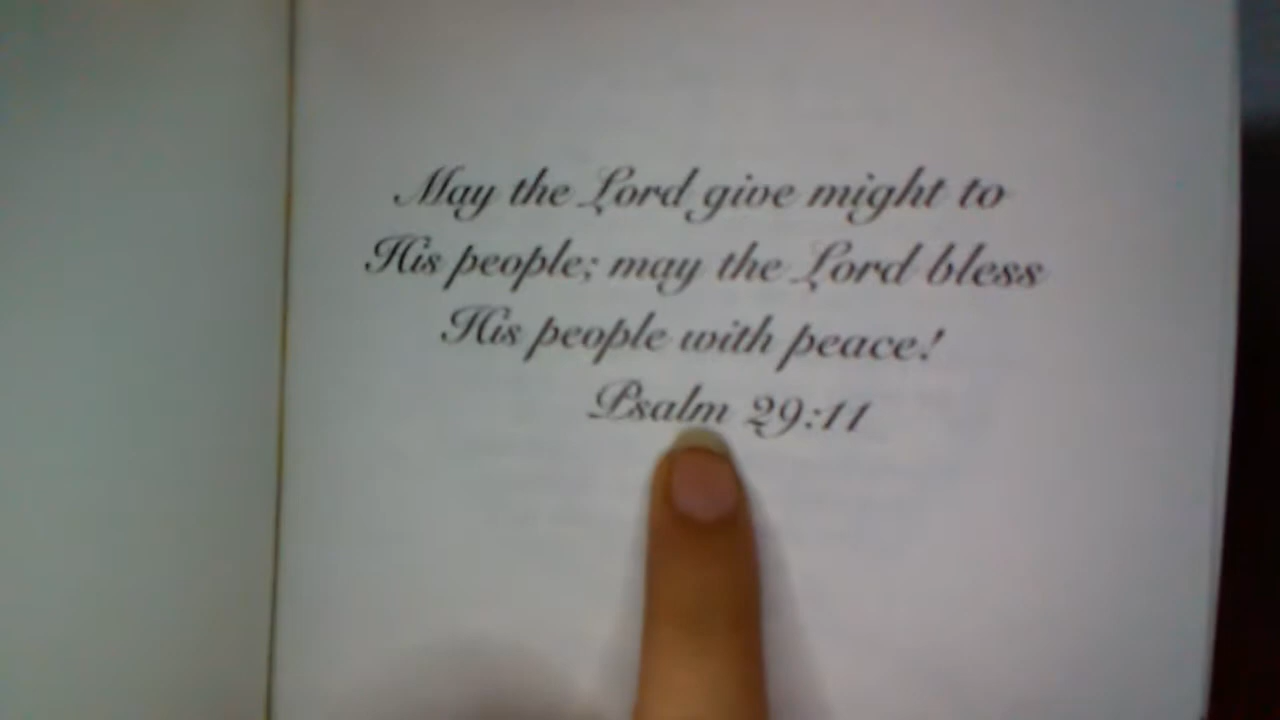 May the Lord give might to
His people; may the Lord bless
His people with peace!
Psalm 29:11